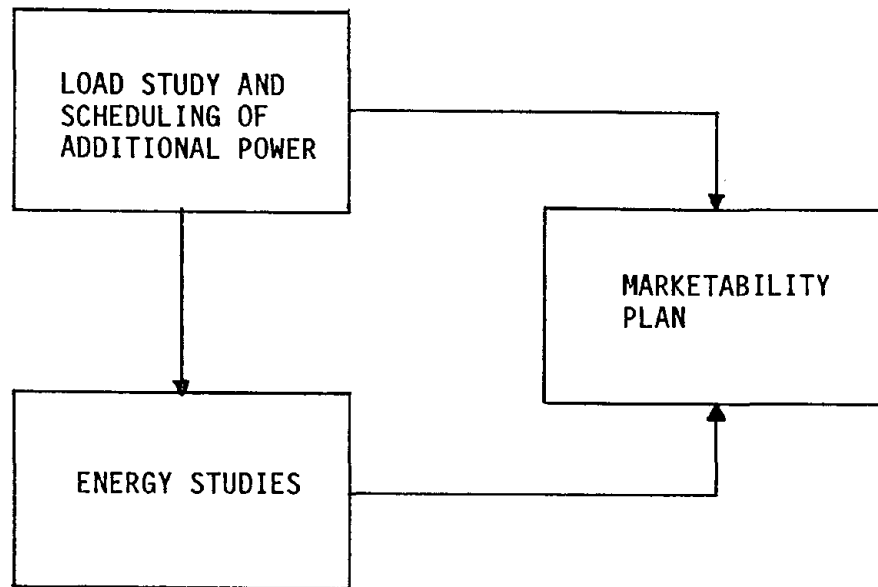 LOAD STUDY AND
SCHEDULING OF
ADDITIONAL POWER
MARKETABILITY
PLAN
ENERGY STUDIES